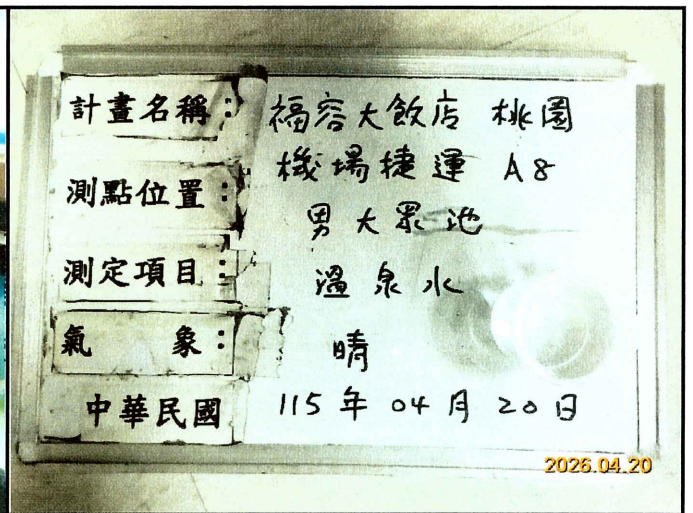 計畫名稱： 福容大飯店 桃園
測點位置： 機場捷運 A8
男大眾池
測定項目： 溫泉水
氣　象： 晴
中華民國 115 年 04 月 20 日
2026.04.20